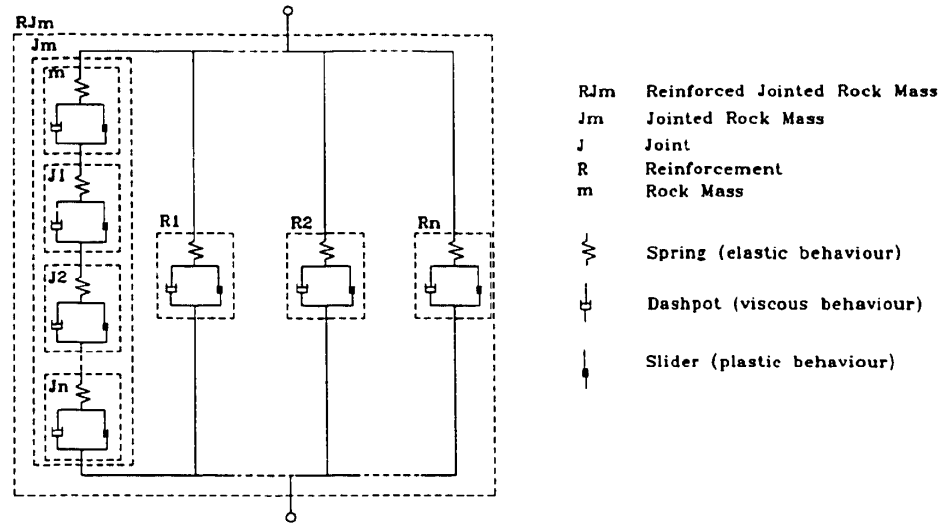 RJm
Jm
m
J1
J2
Jn
R1
R2
Rn
RJm Reinforced Jointed Rock Mass
Jm Jointed Rock Mass
J Joint
R Reinforcement
m Rock Mass
Spring (elastic behaviour)
Dashpot (viscous behaviour)
Slider (plastic behaviour)